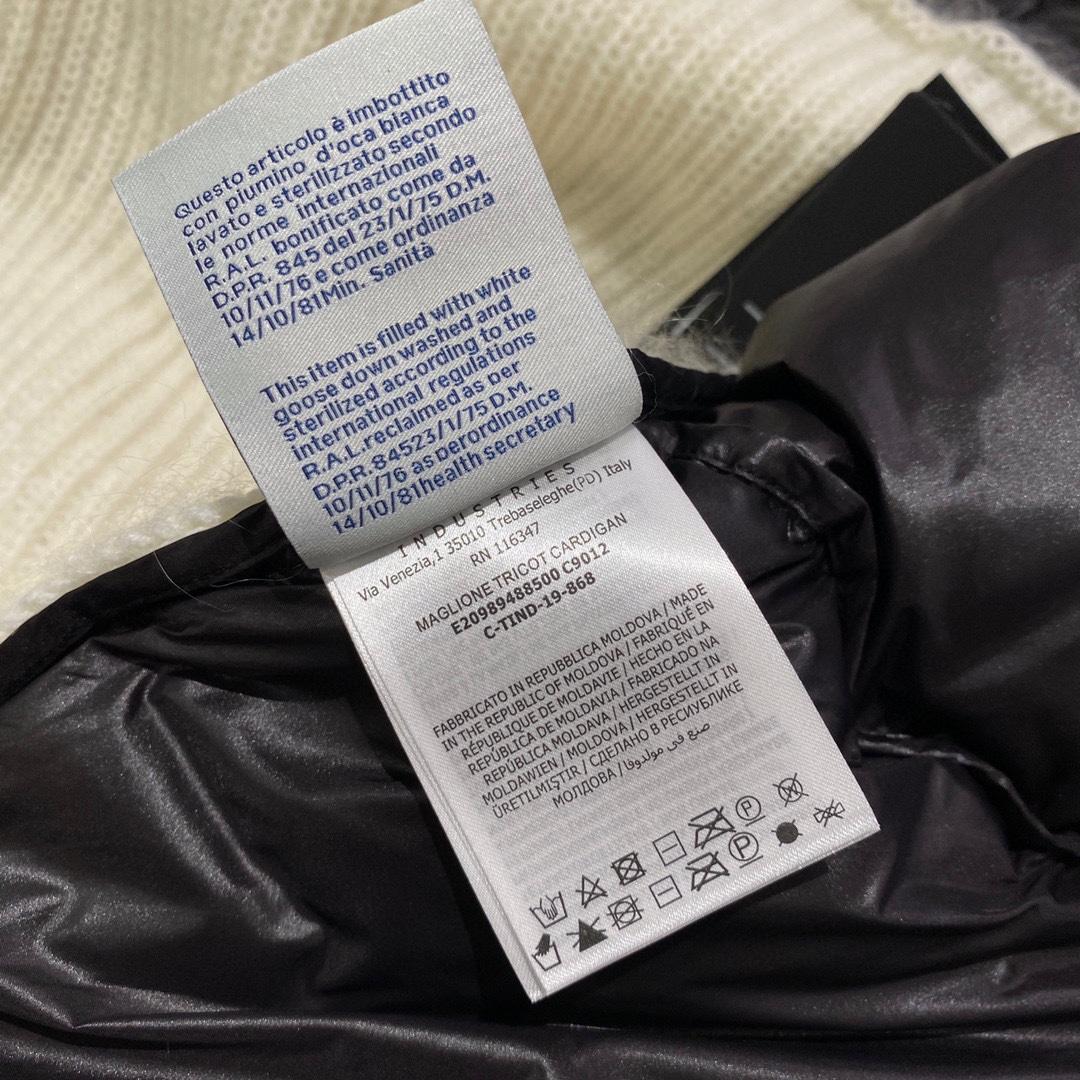 Questo articolo è imbottito
con piumino d'oca bianca
lavato e sterilizzato secondo
le norme internazionali
R.A.L. bonificato come da
D.P.R. 845 del 23/1/75 D.M.
10/11/76 e come ordinanza
14/10/81Min. Sanità
This item is filled with white
goose down washed and
sterilized according to the
international regulations
R.A.L.reclaimed as per
D.P.R.84523/1/75 D.M.
10/11/76 as perordinance
14/10/81health secretary
INDUSTRIES
Via Venezia,1 35010 Trebaseleghe(PD) Italy
RN 116347
MAGLIONE TRICOT CARDIGAN
E20989488500 C9012
C-TIND-19-868
FABBRICATO IN REPUBBLICA MOLDOVA / MADE
IN THE REPUBLIC OF MOLDOVA / FABRIQUÉ EN
RÉPUBLIQUE DE MOLDAVIE / HECHO EN LA
REPÚBLICA DE MOLDAVIA / FABRICADO NA
REPÚBLICA MOLDAVA / HERGESTELLT IN
MOLDAWIEN / MOLDOVA / HERGESTELLT IN
ÜRETILMIŞTIR / СДЕЛАНО В РЕСПУБЛИКЕ
МОЛДОВА / صنع في مولدوفا
P W
P